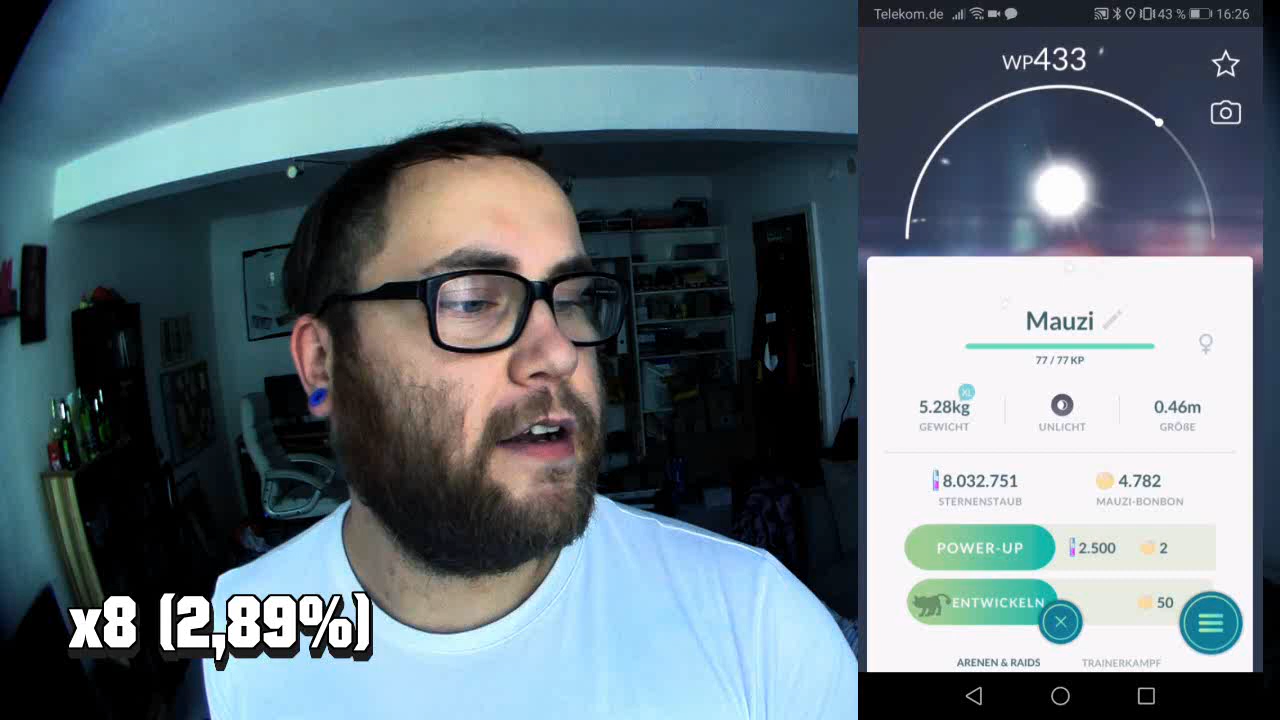 Telekom.de 43 % 16:26
WP433
Mauzi
77 / 77 KP
XL
5.28kg 0.46m
GEWICHT UNLICHT GRÖßE
8.032.751 4.782
STERNENSTAUB MAUZI-BONBON
POWER-UP 2.500 2
ENTWICKELN 50
x8 (2,89%)
ARENEN & RAIDS TRAINERKAMPF